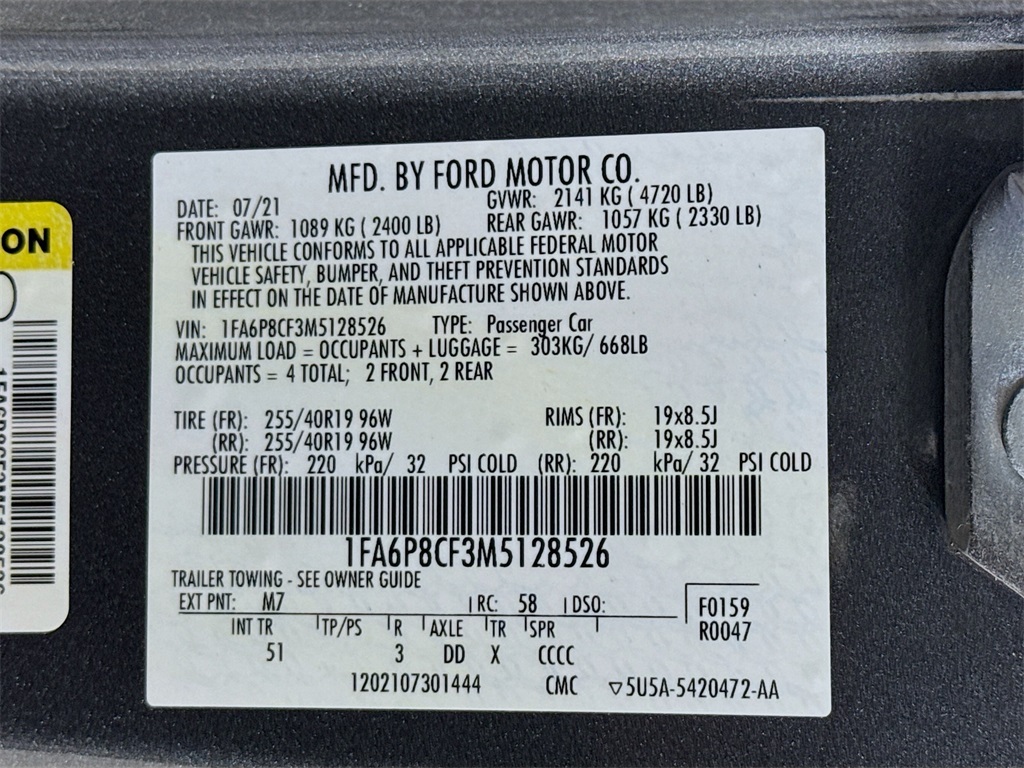 MFD. BY FORD MOTOR CO.
DATE: 07/21 GVWR: 2141 KG ( 4720 LB)
FRONT GAWR: 1089 KG ( 2400 LB) REAR GAWR: 1057 KG ( 2330 LB)
THIS VEHICLE CONFORMS TO ALL APPLICABLE FEDERAL MOTOR
VEHICLE SAFETY, BUMPER, AND THEFT PREVENTION STANDARDS
IN EFFECT ON THE DATE OF MANUFACTURE SHOWN ABOVE.
VIN: 1FA6P8CF3M5128526 TYPE: Passenger Car
MAXIMUM LOAD = OCCUPANTS + LUGGAGE = 303KG/ 668LB
OCCUPANTS = 4 TOTAL; 2 FRONT, 2 REAR
TIRE (FR): 255/40R19 96W RIMS (FR): 19x8.5J
(RR): 255/40R19 96W (RR): 19x8.5J
PRESSURE (FR): 220 kPa/ 32 PSI COLD (RR): 220 kPa/ 32 PSI COLD
1FA6P8CF3M5128526
TRAILER TOWING - SEE OWNER GUIDE
EXT PNT: M7 RC: 58 DSO:
F0159
R0047
INT TR TP/PS R AXLE TR SPR
51 3 DD X CCCC
1202107301444 CMC ▽5U5A-5420472-AA
ON